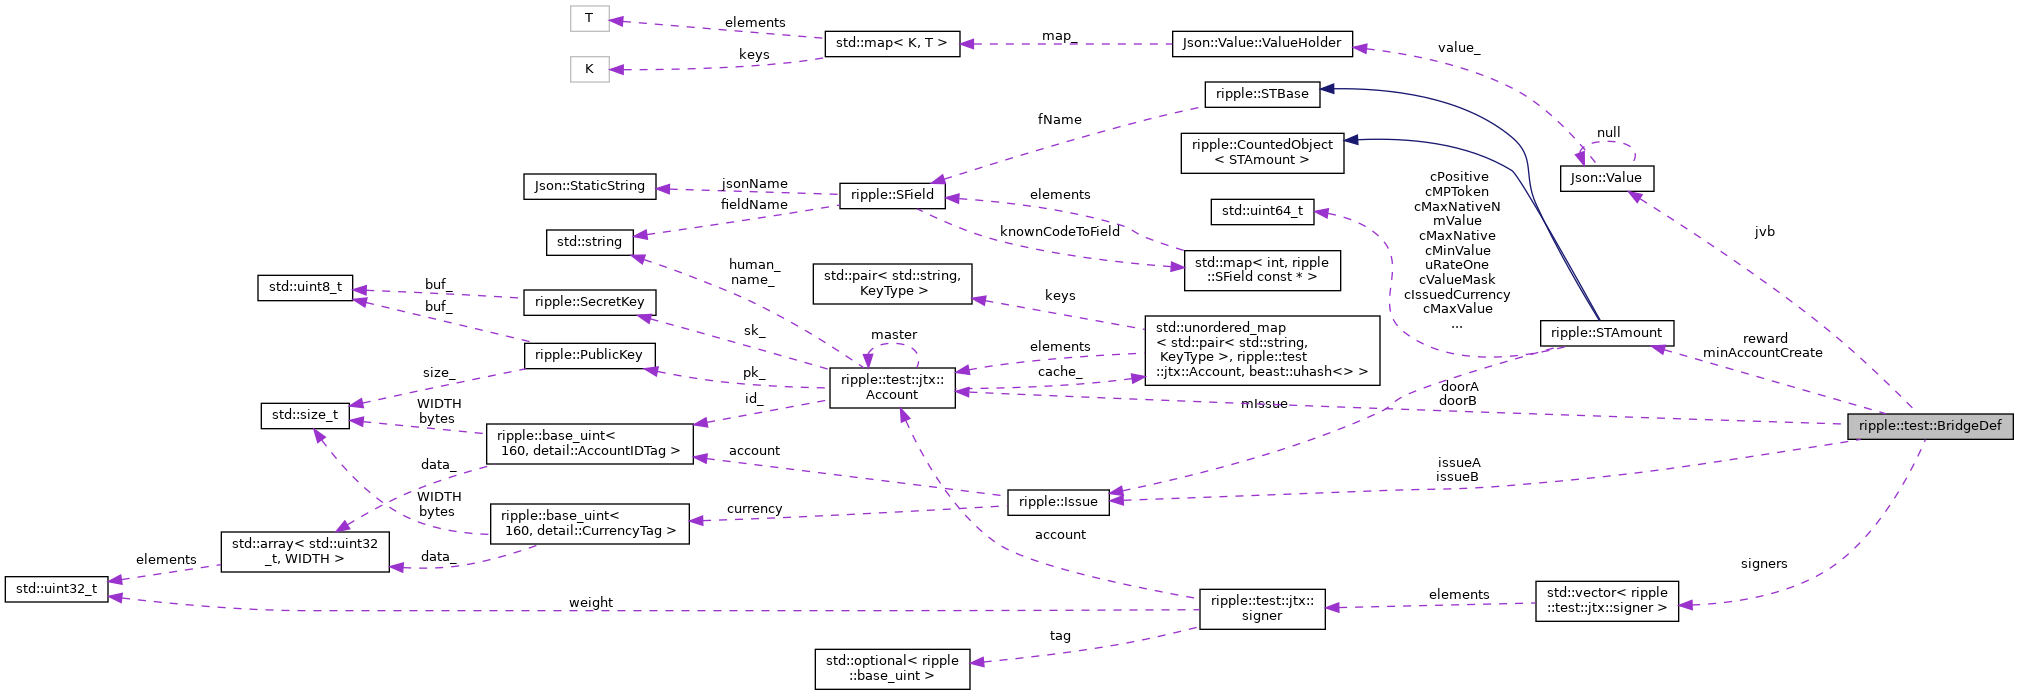 T
elements
std::map< K, T >
keys
K
map_
Json::Value::ValueHolder
value_
ripple::STBase
fName
null
Json::Value
ripple::CountedObject
< STAmount >
Json::StaticString
jsonName
fieldName
ripple::SField
elements
knownCodeToField
std::uint64_t
cPositive
cMPToken
cMaxNativeN
mValue
cMaxNative
cMinValue
uRateOne
cValueMask
cIssuedCurrency
cMaxValue
...
std::string
jvb
std::map< int, ripple
::SField const * >
human_
name_
std::pair< std::string,
KeyType >
std::uint8_t
buf_
buf_
ripple::SecretKey
keys
sk_
master
std::unordered_map
< std::pair< std::string,
KeyType >, ripple::test
::jtx::Account, beast::uhash<> >
ripple::STAmount
reward
minAccountCreate
ripple::PublicKey
elements
cache_
size_
pk_
ripple::test::jtx::
Account
id_
doorA
doorB
mIssue
std::size_t
WIDTH
bytes
ripple::test::BridgeDef
ripple::base_uint<
160, detail::AccountIDTag >
account
data_
issueA
issueB
WIDTH
bytes
ripple::Issue
currency
ripple::base_uint<
160, detail::CurrencyTag >
account
std::array< std::uint32
_t, WIDTH >
data_
elements
signers
std::uint32_t
weight
ripple::test::jtx::
signer
elements
std::vector< ripple
::test::jtx::signer >
tag
std::optional< ripple
::base_uint >